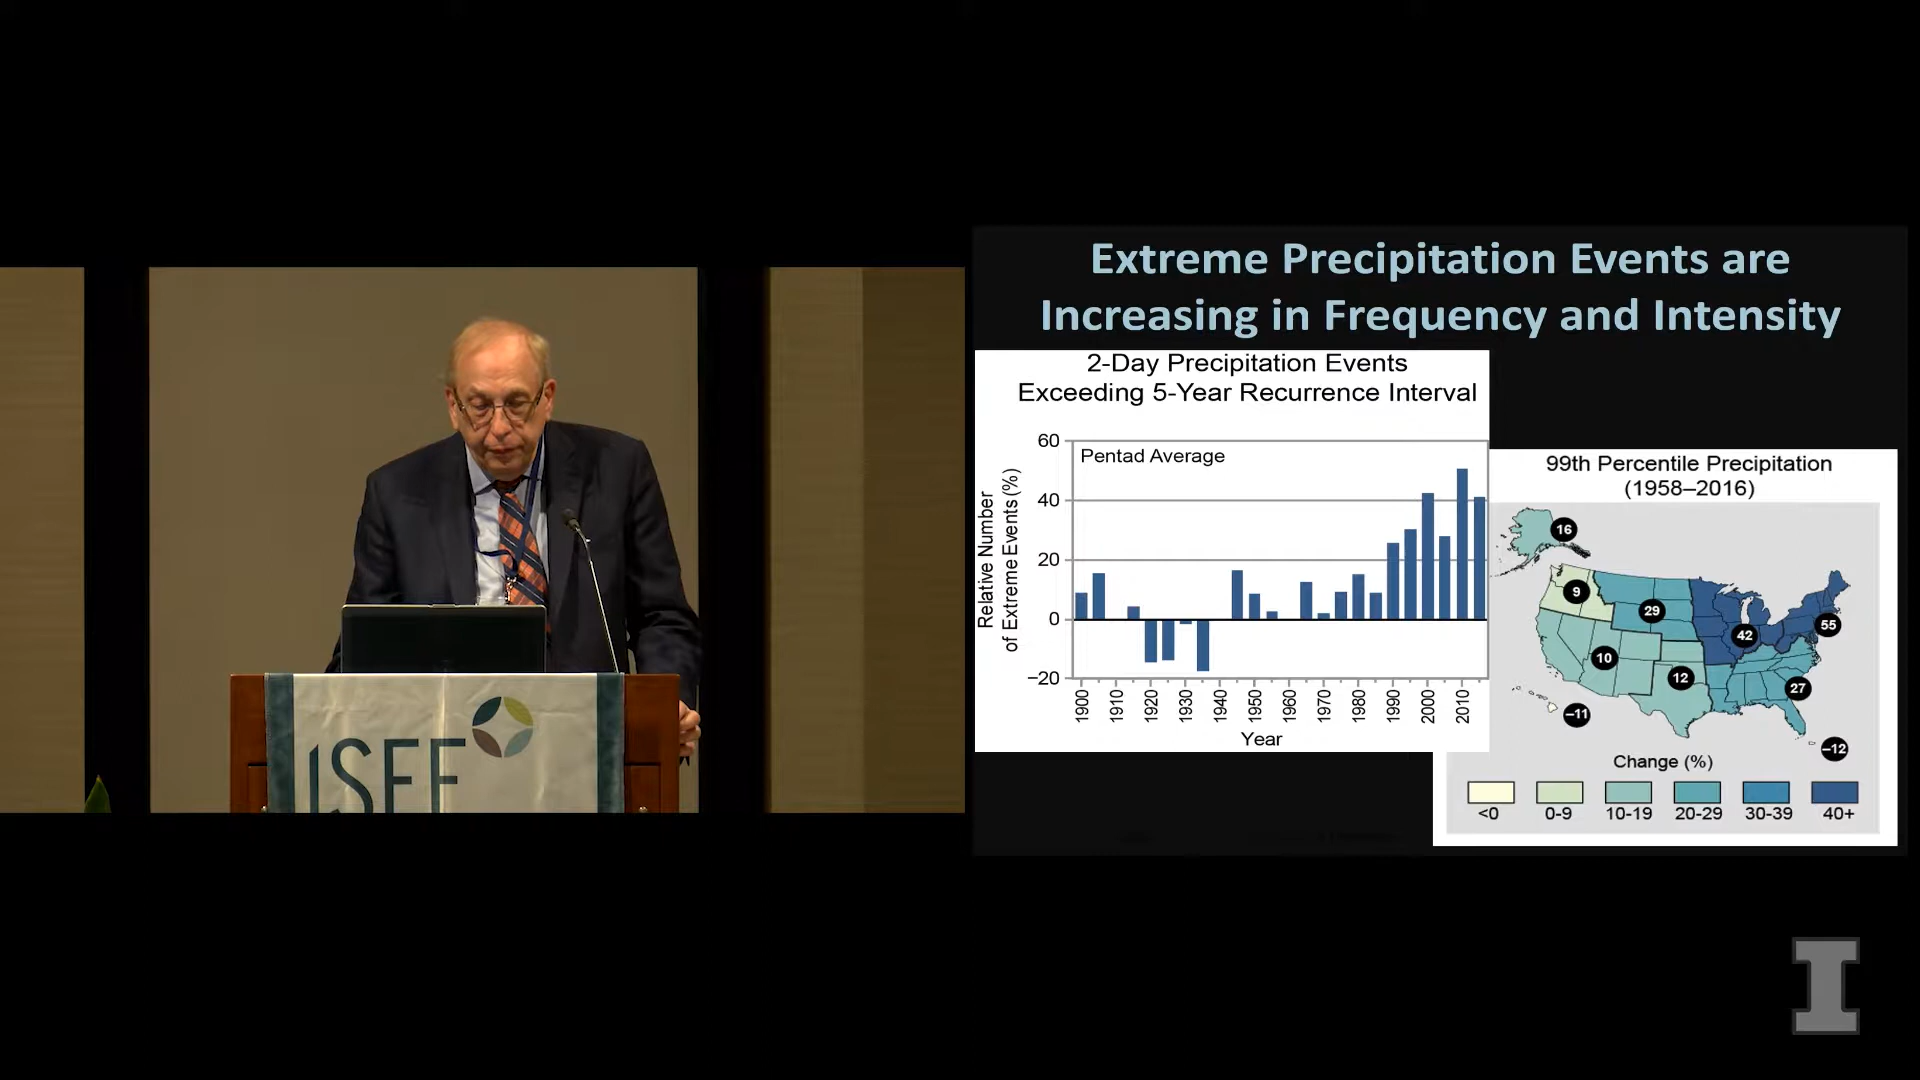 Extreme Precipitation Events are
Increasing in Frequency and Intensity
2-Day Precipitation Events
Exceeding 5-Year Recurrence Interval
Pentad Average
Relative Number
of Extreme Events (%)
60
40
20
0
−20
1900
1910
1920
1930
1940
1950
1960
1970
1980
1990
2000
2010
Year
99th Percentile Precipitation
(1958–2016)
16
9
29
42
55
10
12
27
−11
−12
Change (%)
<0
0-9
10-19
20-29
30-39
40+
ISEE
I